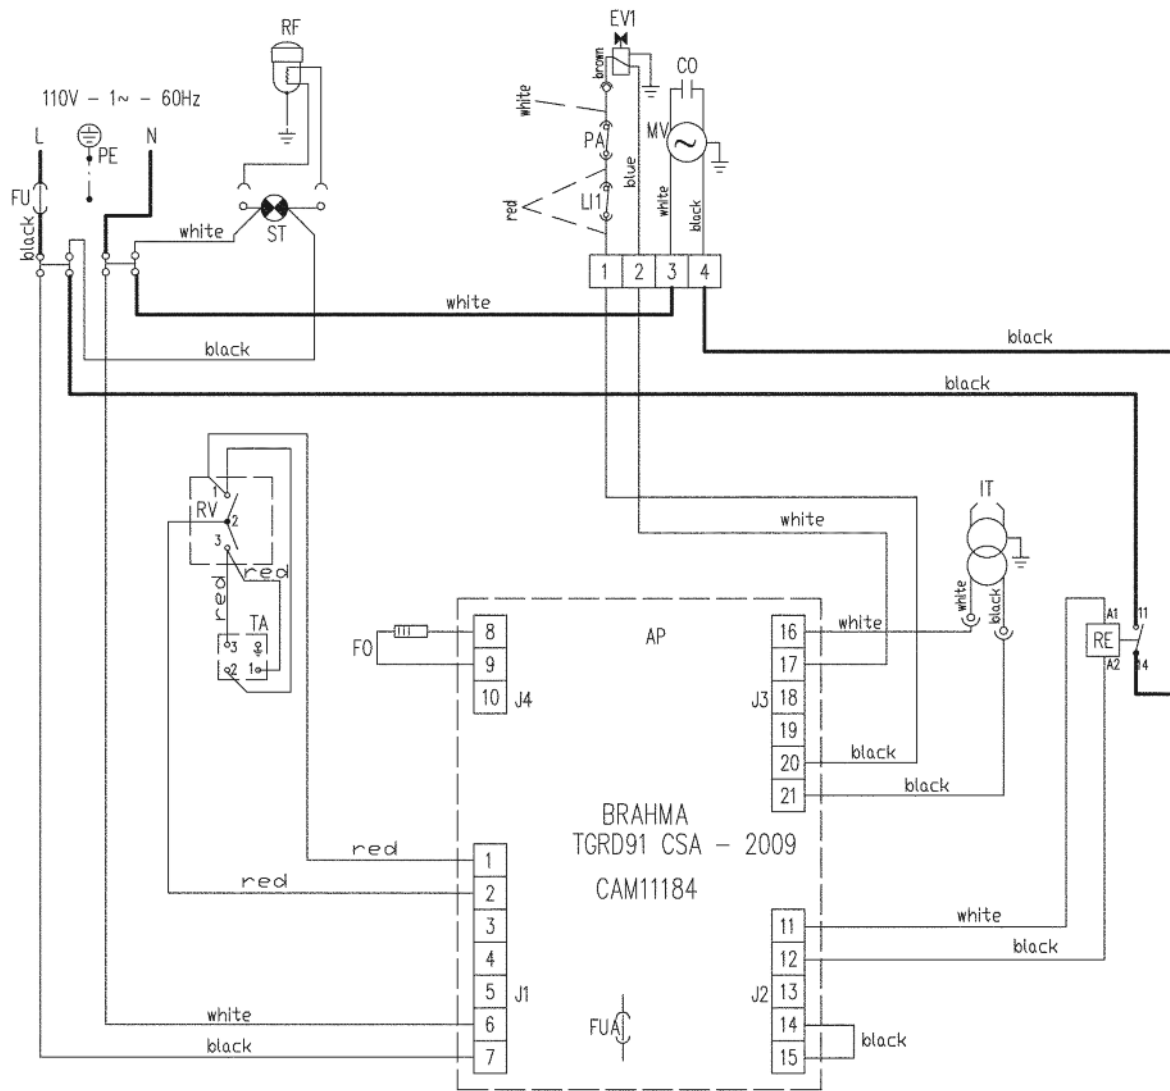 RF
EV1
110V - 1~ - 60Hz
brown
CO
white
L
PE
N
PA
MV
FU
blue
LI1
red
white
black
black
white
ST
1
2
3
4
white
black
black
black
1
RV
2
3
red
red
TA
3
2
1
white
IT
white
black
FO
8
9
10
J4
AP
16
17
18
19
20
21
J3
white
black
black
A1
11
RE
A2
14
BRAHMA
TGRD91 CSA - 2009
CAM11184
red
red
1
2
3
4
5
6
7
J1
white
black
FUA
11
12
13
14
15
J2
white
black
black